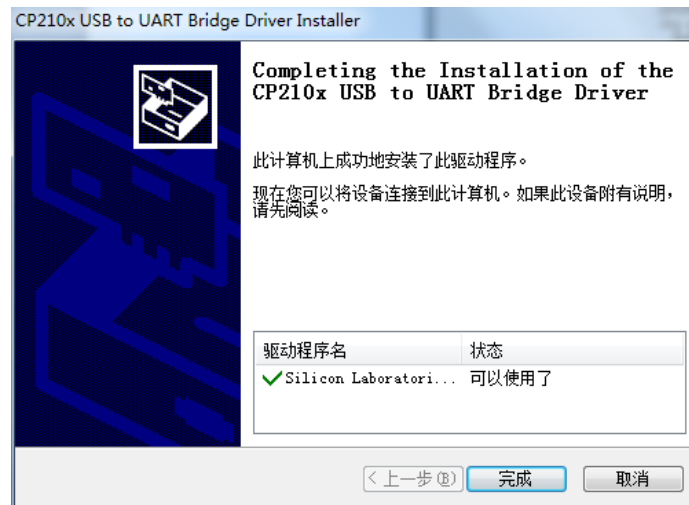 CP210x USB to UART Bridge Driver Installer
Completing the Installation of the
CP210x USB to UART Bridge Driver
此计算机上成功地安装了此驱动程序。
现在您可以将设备连接到此计算机。如果此设备附有说明，
请先阅读。
驱动程序名 状态
Silicon Laboratori... 可以使用了
< 上一步(B) 完成 取消